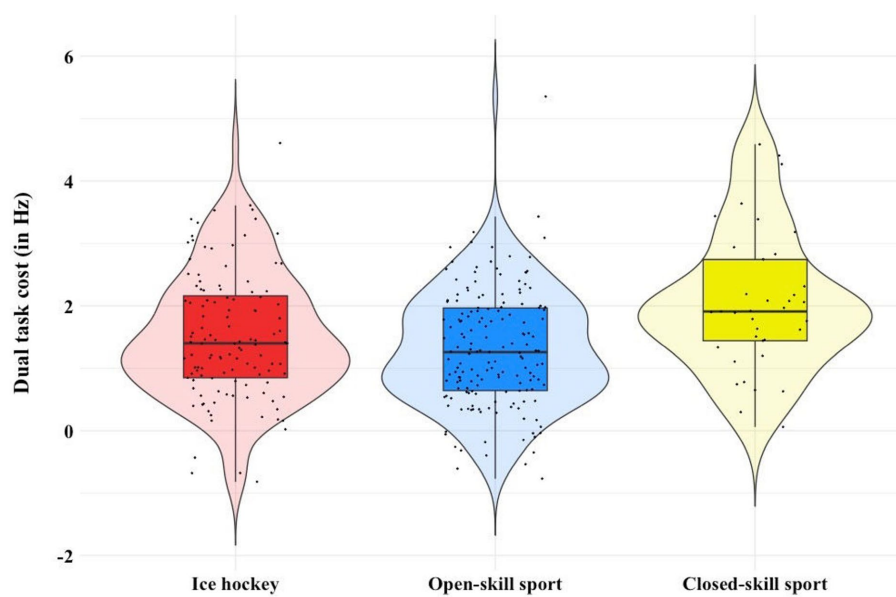 Dual task cost (in Hz)
6
4
2
0
-2
Ice hockey
Open-skill sport
Closed-skill sport